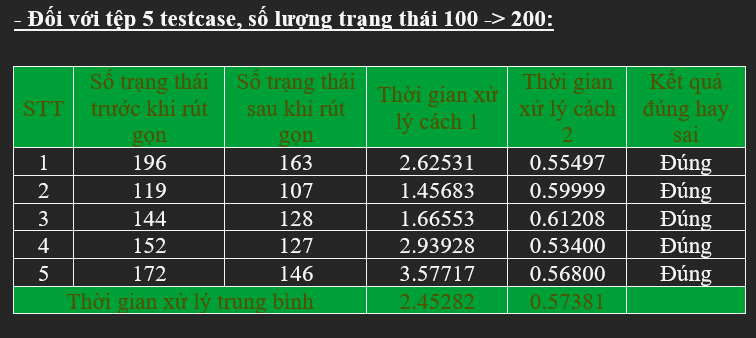 - Đối với tệp 5 testcase, số lượng trạng thái 100 -> 200:
STT Số trạng thái trước khi rút gọn Số trạng thái sau khi rút gọn Thời gian xử lý cách 1 Thời gian xử lý cách 2 Kết quả đúng hay sai
1 196 163 2.62531 0.55497 Đúng
2 119 107 1.45683 0.59999 Đúng
3 144 128 1.66553 0.61208 Đúng
4 152 127 2.93928 0.53400 Đúng
5 172 146 3.57717 0.56800 Đúng
Thời gian xử lý trung bình 2.45282 0.57381